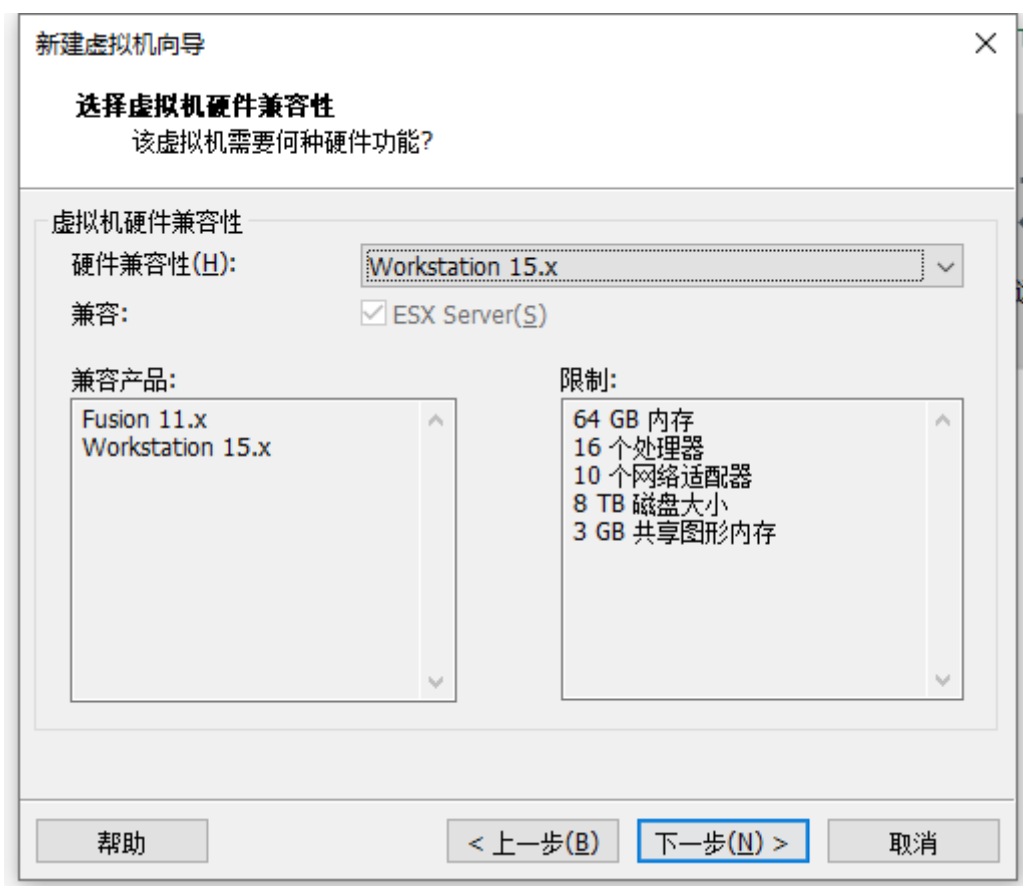 新建虚拟机向导
选择虚拟机硬件兼容性
该虚拟机需要何种硬件功能?
虚拟机硬件兼容性
硬件兼容性(H): Workstation 15.x
兼容: ESX Server(S)
兼容产品:
Fusion 11.x
Workstation 15.x
限制:
64 GB 内存
16 个处理器
10 个网络适配器
8 TB 磁盘大小
3 GB 共享图形内存
帮助 < 上一步(B) 下一步(N) > 取消